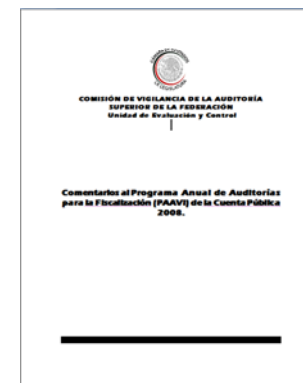 COMISIÓN DE VIGILANCIA DE LA AUDITORÍA
SUPERIOR DE LA FEDERACIÓN
Unidad de Evaluación y Control
Comentarios al Programa Anual de Auditorías
para la Fiscalización (PAAVI) de la Cuenta Pública
2008.